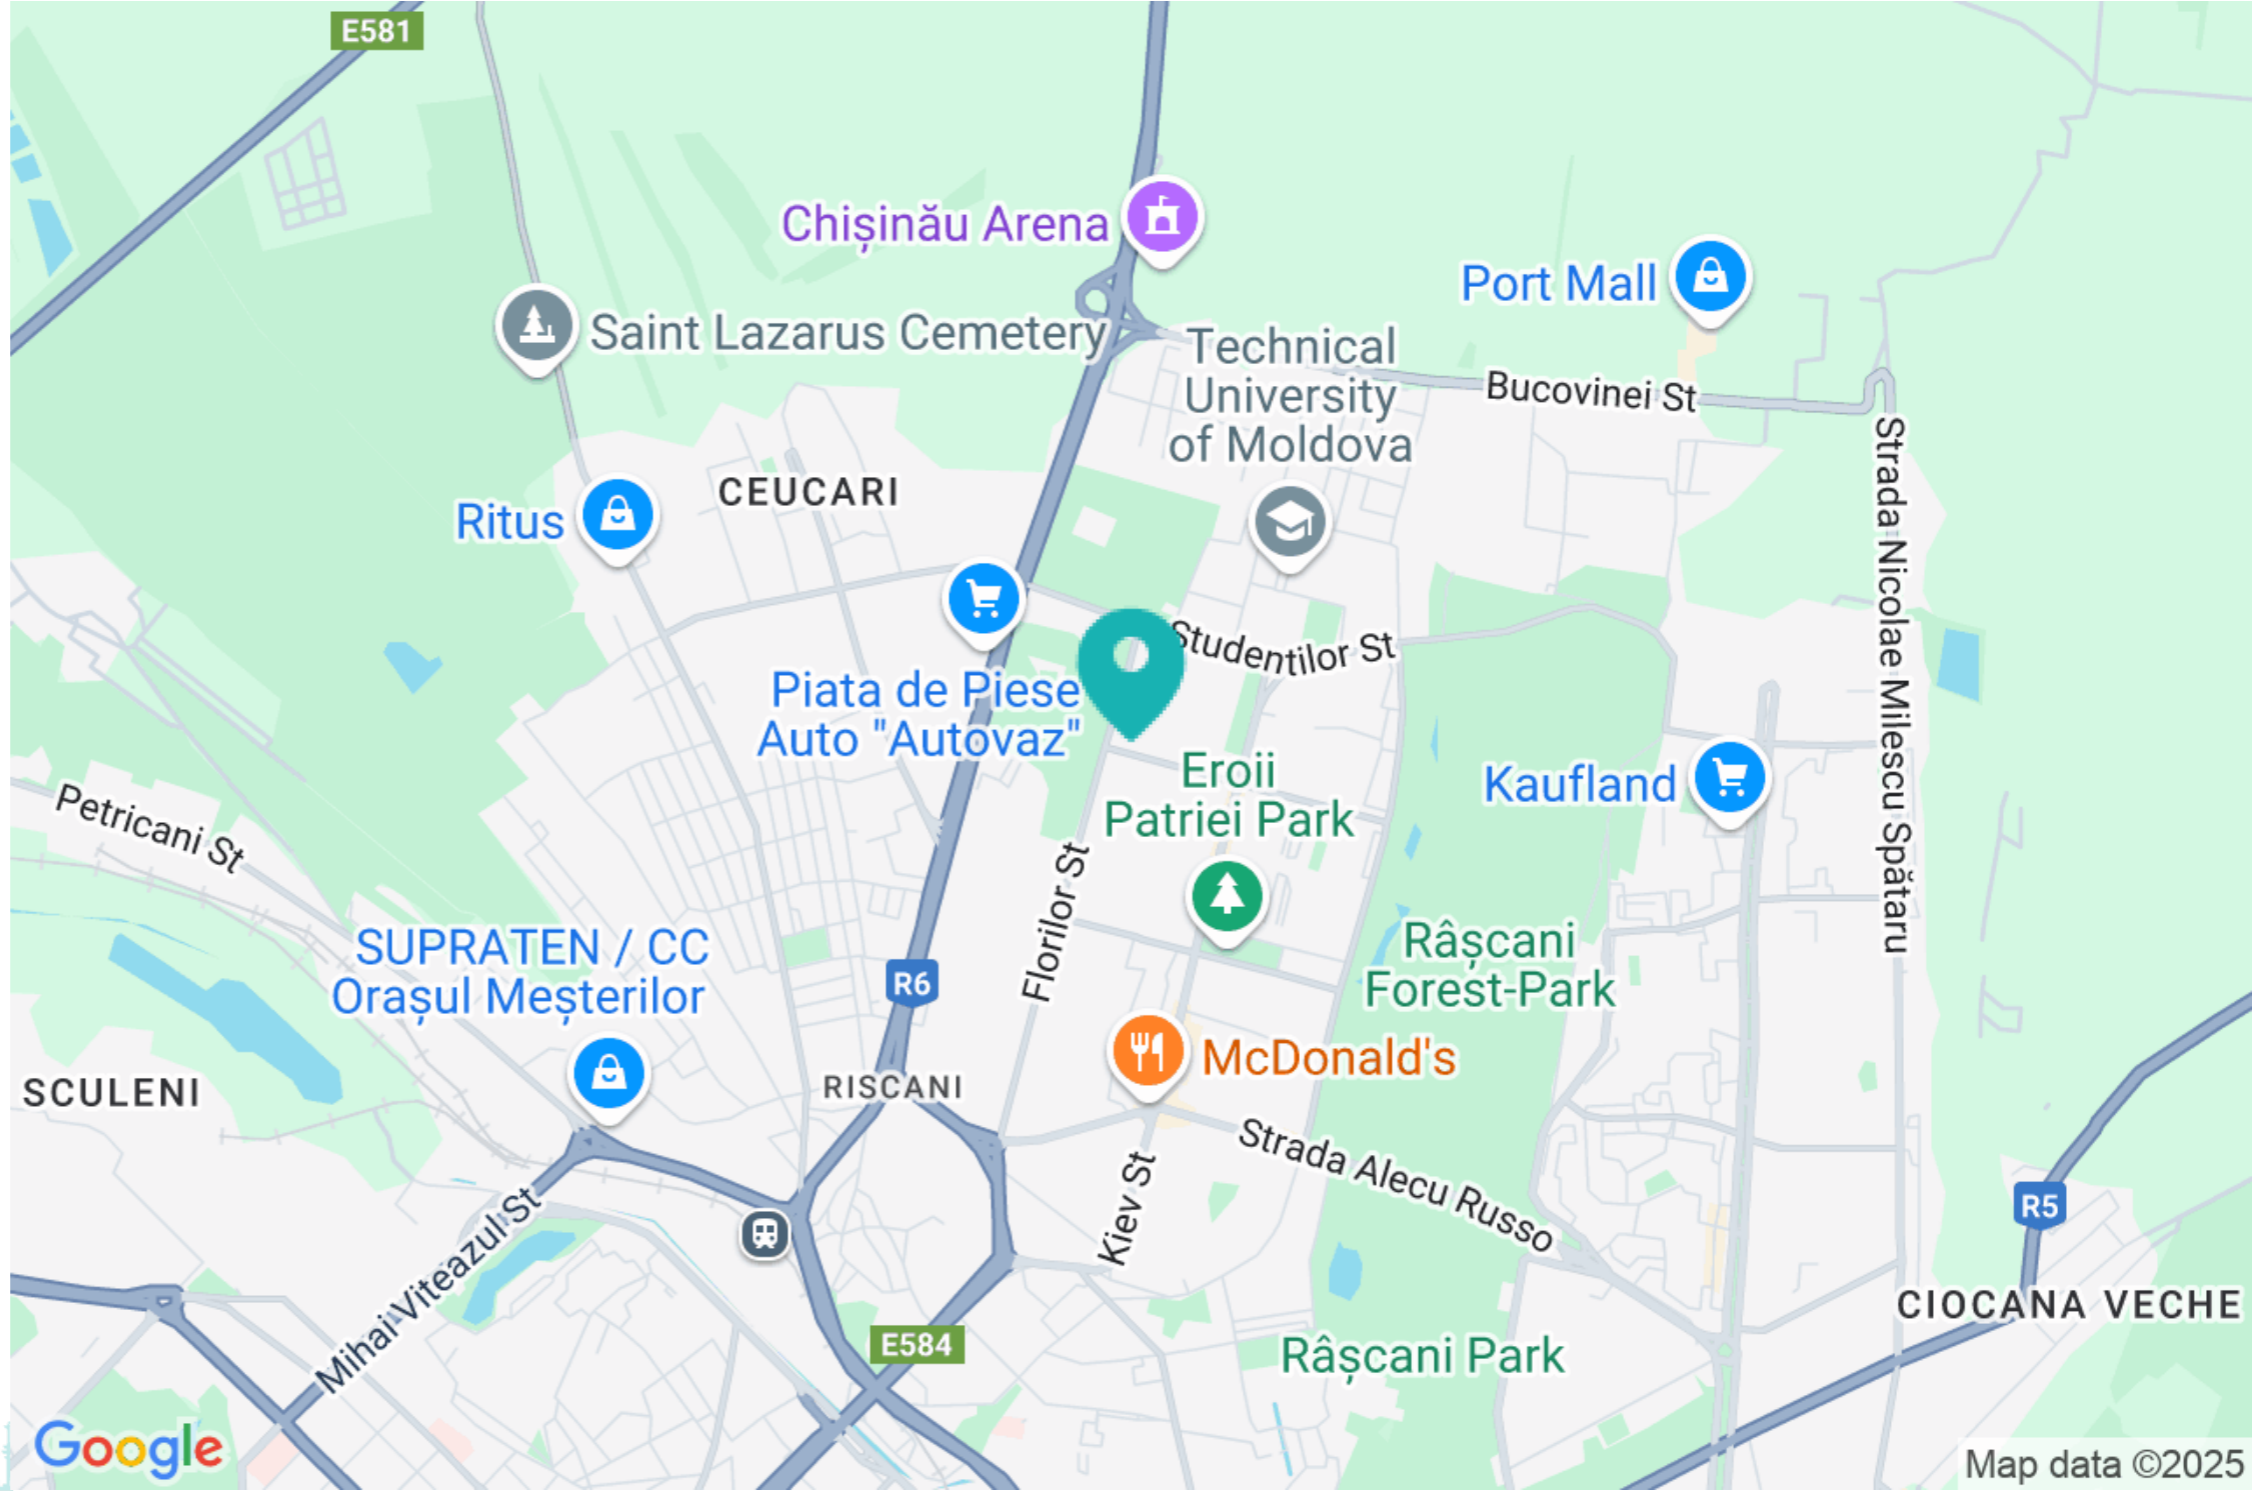 E581
Chișinău Arena
Port Mall
Saint Lazarus Cemetery
Technical
University
of Moldova
Bucovinei St
Strada Nicolae Milescu Spătaru
CEUCARI
Ritus
Studentilor St
Piata de Piese
Auto "Autovaz"
Eroii
Patriei Park
Kaufland
Petricani St
Florilor St
SUPRATEN / CC
Orașul Meșterilor
R6
Râșcani
Forest-Park
McDonald's
SCULENI
RISCANI
Strada Alecu Russo
Kiev St
R5
Mihai Viteazul St
CIOCANA VECHE
E584
Râșcani Park
Google
Map data ©2025